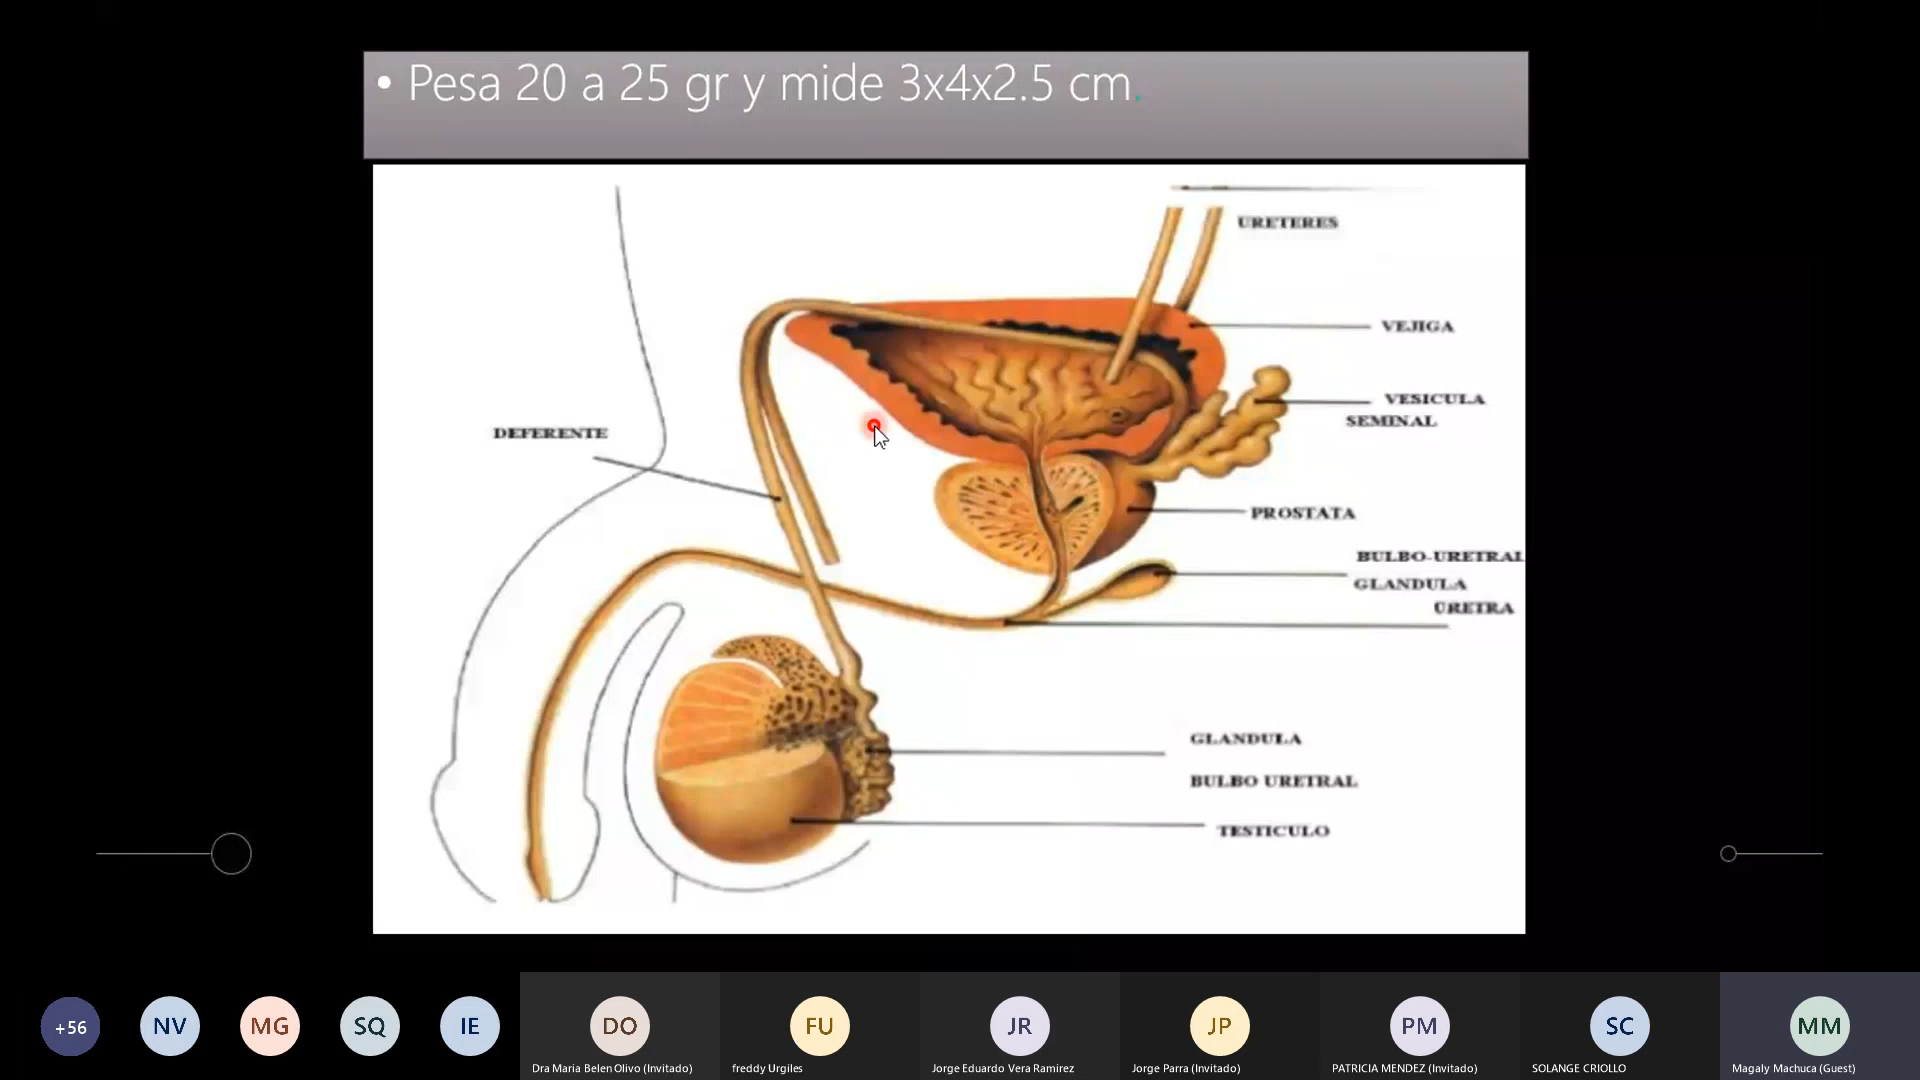 • Pesa 20 a 25 gr y mide 3x4x2.5 cm.
URETERES
VEJIGA
VESICULA
SEMINAL
DEFERENTE
PROSTATA
BULBO-URETRAL
GLANDULA
URETRA
GLANDULA
BULBO URETRAL
TESTICULO
+56
NV
MG
SQ
IE
DO
FU
JR
JP
PM
SC
MM
Dra Maria Belen Olivo (Invitado)
freddy Urgiles
Jorge Eduardo Vera Ramirez
Jorge Parra (Invitado)
PATRICIA MENDEZ (Invitado)
SOLANGE CRIOLLO
Magaly Machuca (Guest)